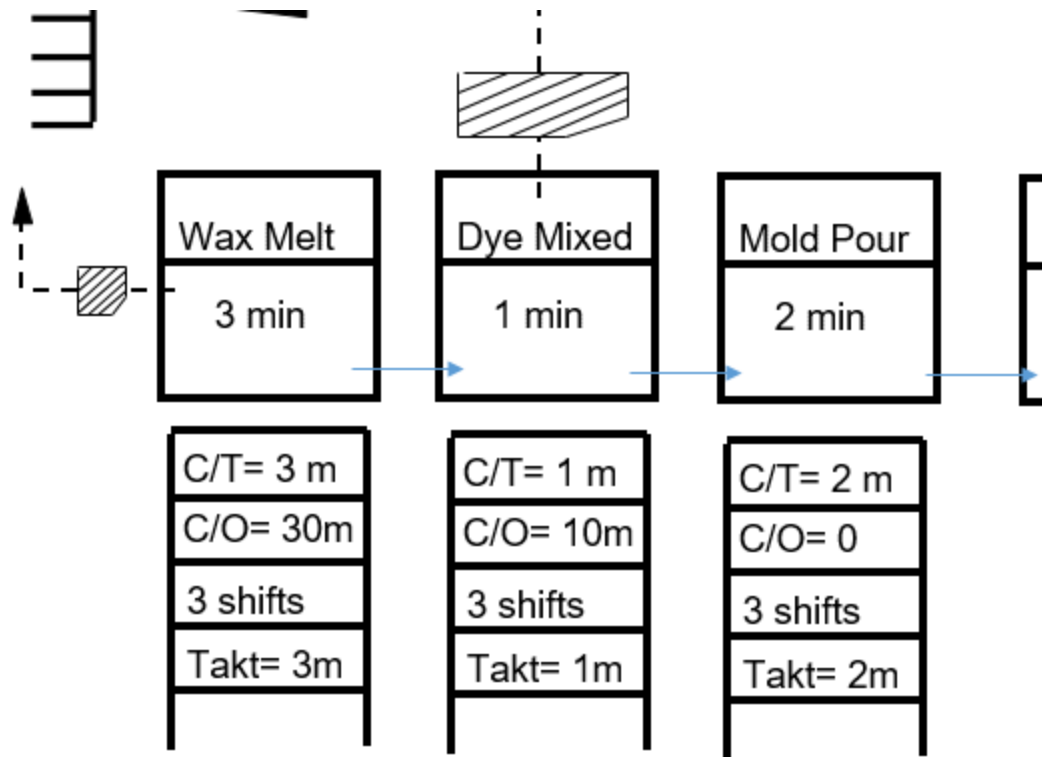 Wax Melt
3 min
Dye Mixed
1 min
Mold Pour
2 min
C/T= 3 m
C/O= 30m
3 shifts
Takt= 3m
C/T= 1 m
C/O= 10m
3 shifts
Takt= 1m
C/T= 2 m
C/O= 0
3 shifts
Takt= 2m